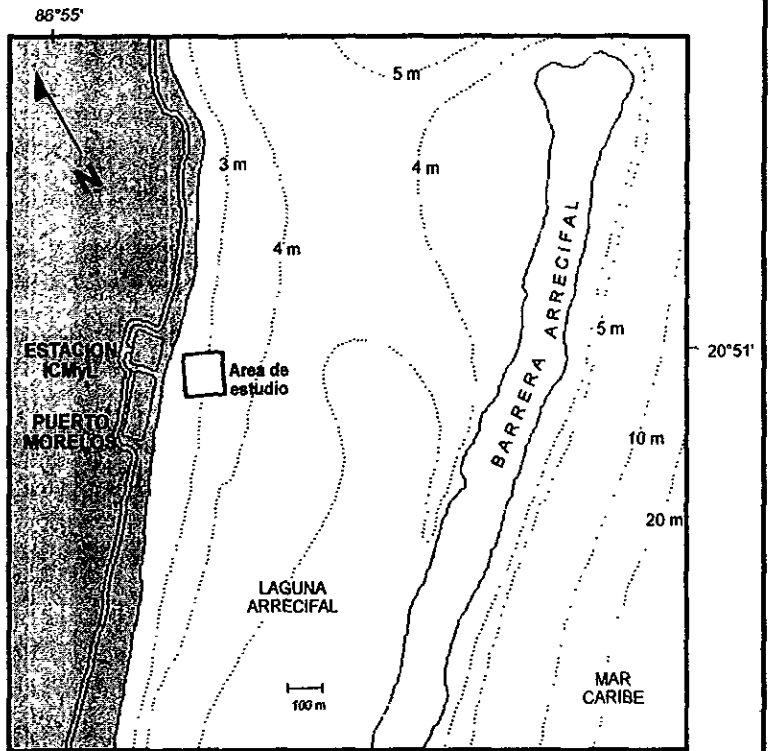 86°55'
5 m
N
3 m
4 m
4 m
BARRERA ARRECIFAL
5 m
20°51'
ESTACION
ICMyL
Area de
estudio
PUERTO
MORELOS
10 m
20 m
LAGUNA
ARRECIFAL
100 m
MAR
CARIBE